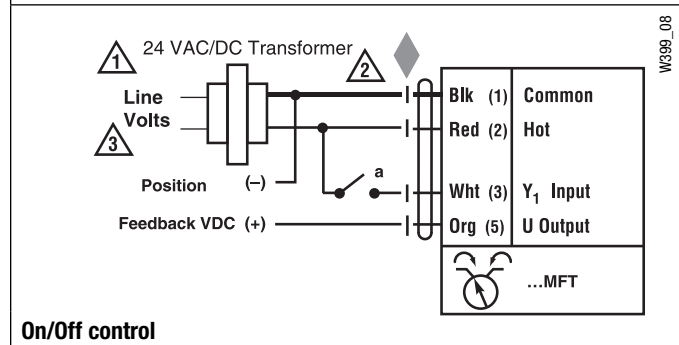 W399_08
1 24 VAC/DC Transformer 2
Line Volts
3
Blk (1) Common
Red (2) Hot
a
Position (–)
Wht (3) Y1 Input
Feedback VDC (+)
Org (5) U Output
...MFT
On/Off control